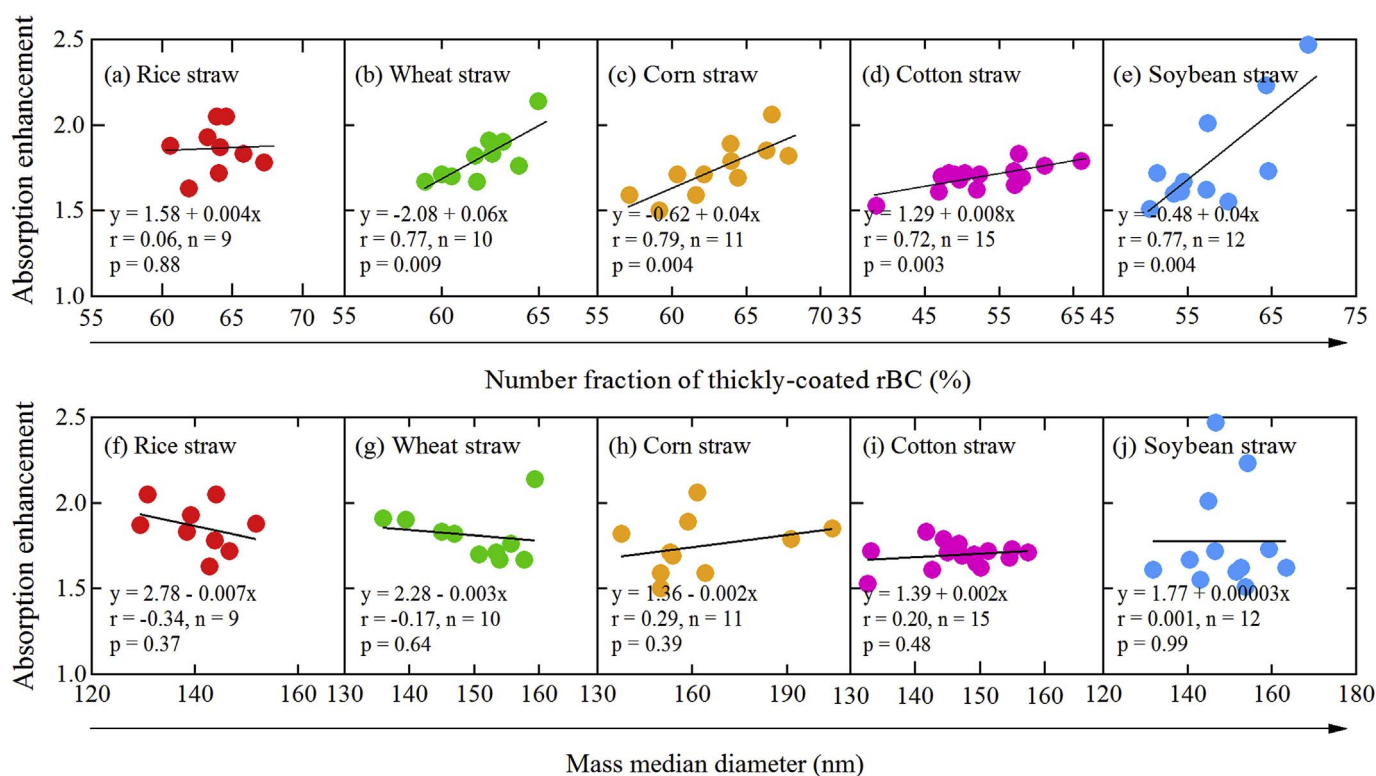 2.5
2.0
1.5
1.0
Absorption enhancement
(a) Rice straw
y = 1.58 + 0.004x
r = 0.06, n = 9
p = 0.88
(b) Wheat straw
y = -2.08 + 0.06x
r = 0.77, n = 10
p = 0.009
(c) Corn straw
y = -0.62 + 0.04x
r = 0.79, n = 11
p = 0.004
(d) Cotton straw
y = 1.29 + 0.008x
r = 0.72, n = 15
p = 0.003
(e) Soybean straw
y = -0.48 + 0.04x
r = 0.77, n = 12
p = 0.004
55 60 65 70 55 60 65 55 60 65 70 35 45 55 65 45 55 65 75
Number fraction of thickly-coated rBC (%)
2.5
2.0
1.5
1.0
Absorption enhancement
(f) Rice straw
y = 2.78 - 0.007x
r = -0.34, n = 9
p = 0.37
(g) Wheat straw
y = 2.28 - 0.003x
r = -0.17, n = 10
p = 0.64
(h) Corn straw
y = 1.36 - 0.002x
r = 0.29, n = 11
p = 0.39
(i) Cotton straw
y = 1.39 + 0.002x
r = 0.20, n = 15
p = 0.48
(j) Soybean straw
y = 1.77 + 0.00003x
r = 0.001, n = 12
p = 0.99
120 140 160 130 140 150 160 130 160 190 130 140 150 160 120 140 160 180
Mass median diameter (nm)